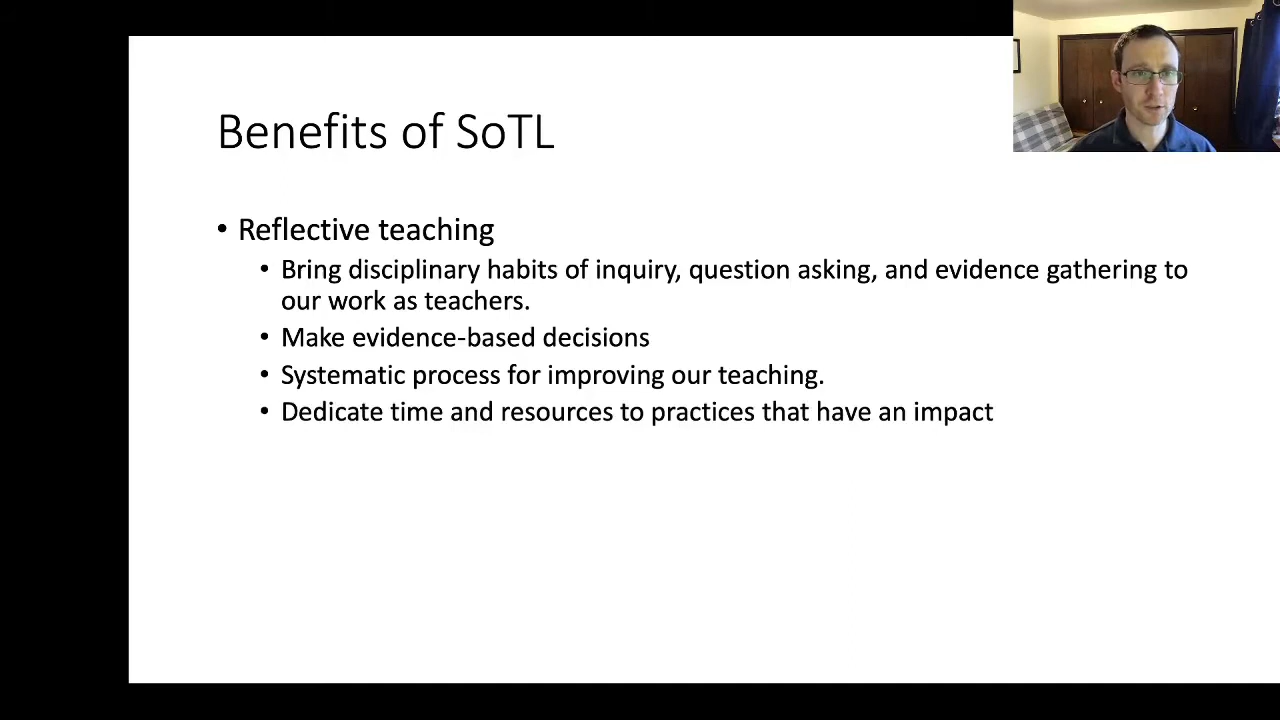 Benefits of SoTL
• Reflective teaching
• Bring disciplinary habits of inquiry, question asking, and evidence gathering to
our work as teachers.
• Make evidence-based decisions
• Systematic process for improving our teaching.
• Dedicate time and resources to practices that have an impact